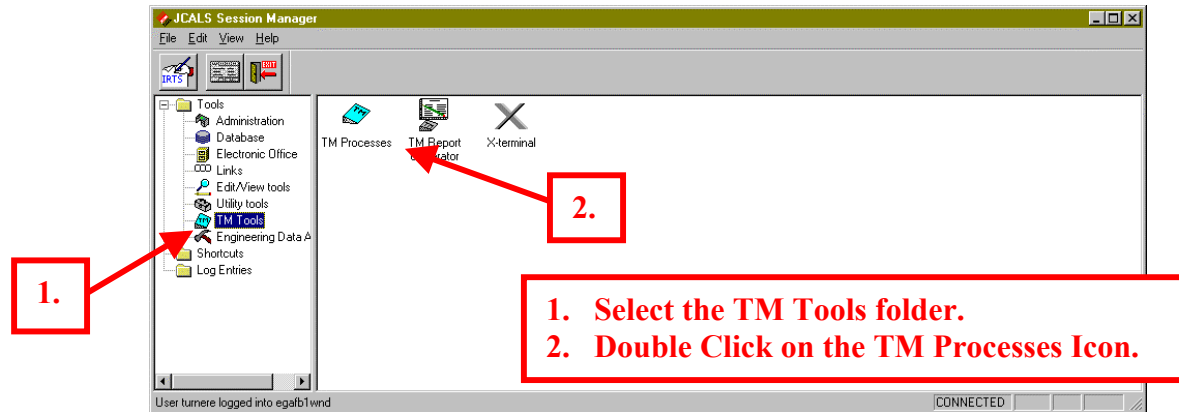 JCALS Session Manager
File Edit View Help
IRTS
EXIT
Tools
Administration
Database
Electronic Office
Links
Edit/View tools
Utility tools
TM Tools
Engineering Data A
Shortcuts
Log Entries
TM Processes
TM Report
X-terminal
1.
2.
1. Select the TM Tools folder.
2. Double Click on the TM Processes Icon.
User turnere logged into egafb1wnd
CONNECTED